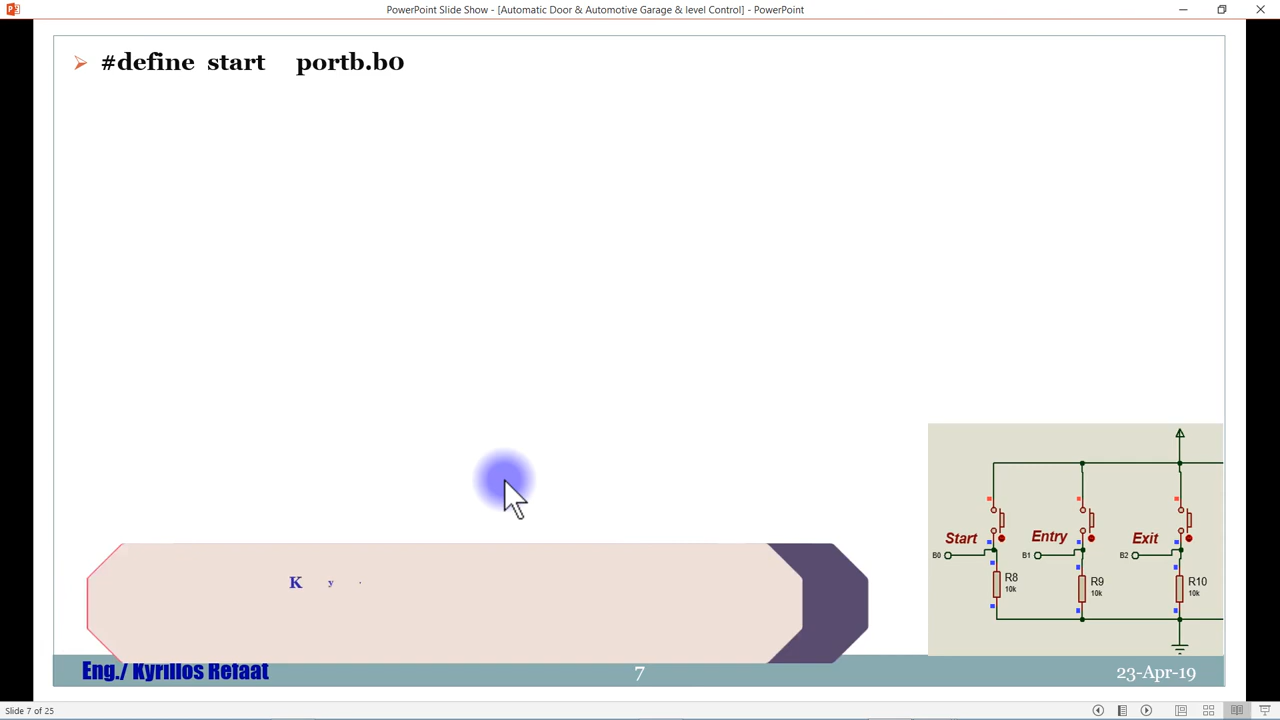 PowerPoint Slide Show - [Automatic Door & Automotive Garage & level Control] - PowerPoint
#define start portb.b0
Start
Entry
Exit
B0
B1
B2
R8
10k
R9
10k
R10
10k
K y
Eng./ Kyrillos Refaat
7
23-Apr-19
Slide 7 of 25